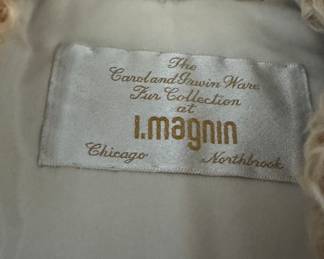 The
Carol and Irwin Ware
Fur Collection
at
I. magnin
Chicago Northbrook